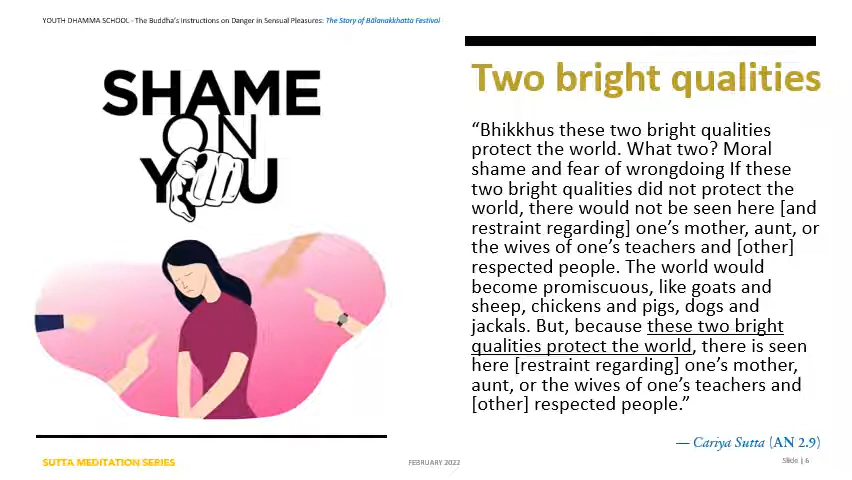 YOUTH DHAMMA SCHOOL - The Buddha's Instructions on Danger in Sensual Pleasures: The Story of Bālanakkhatta Festival
SHAME
ON
YOU
Two bright qualities
“Bhikkhus these two bright qualities
protect the world. What two? Moral
shame and fear of wrongdoing If these
two bright qualities did not protect the
world, there would not be seen here [and
restraint regarding] one’s mother, aunt, or
the wives of one’s teachers and [other]
respected people. The world would
become promiscuous, like goats and
sheep, chickens and pigs, dogs and
jackals. But, because these two bright
qualities protect the world, there is seen
here [restraint regarding] one’s mother,
aunt, or the wives of one’s teachers and
[other] respected people.”
— Cariya Sutta (AN 2.9)
SUTTA MEDITATION SERIES
FEBRUARY 2022
Slide | 6